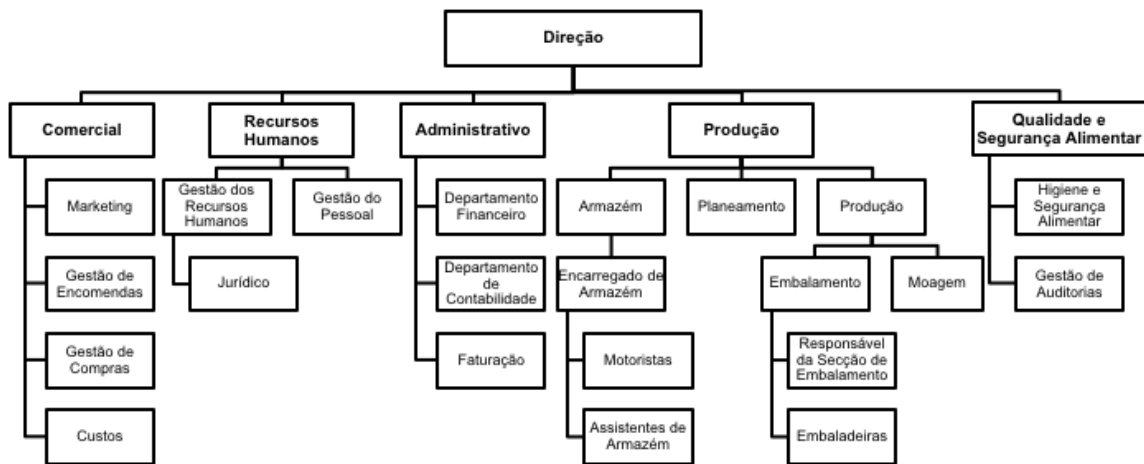 Direção
Comercial
Recursos
Humanos
Administrativo
Produção
Qualidade e
Segurança Alimentar
Marketing
Gestão de
Encomendas
Gestão de
Compras
Custos
Gestão dos
Recursos
Humanos
Gestão do
Pessoal
Jurídico
Departamento
Financeiro
Departamento
de
Contabilidade
Faturação
Armazém
Planeamento
Produção
Encarregado de
Armazém
Motoristas
Assistentes de
Armazém
Embalamento
Moagem
Responsável
da Secção de
Embalamento
Embaladeiras
Higiene e
Segurança
Alimentar
Gestão de
Auditorias